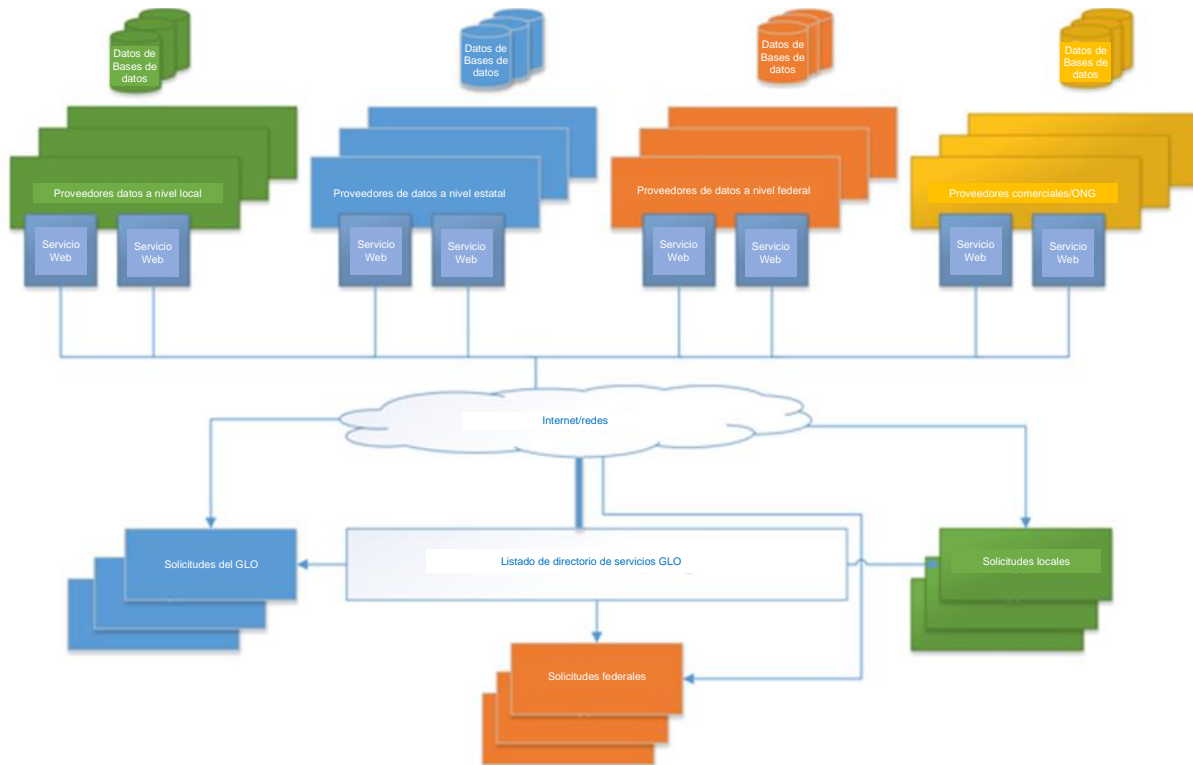 Datos de
Bases de
datos
Datos de
Bases de
datos
Datos de
Bases de
datos
Datos de
Bases de
datos
Proveedores datos a nivel local
Proveedores de datos a nivel estatal
Proveedores de datos a nivel federal
Proveedores comerciales/ONG
Servicio
Web
Servicio
Web
Servicio
Web
Servicio
Web
Servicio
Web
Servicio
Web
Servicio
Web
Servicio
Web
Internet/redes
Solicitudes del GLO
Listado de directorio de servicios GLO
Solicitudes locales
Solicitudes federales